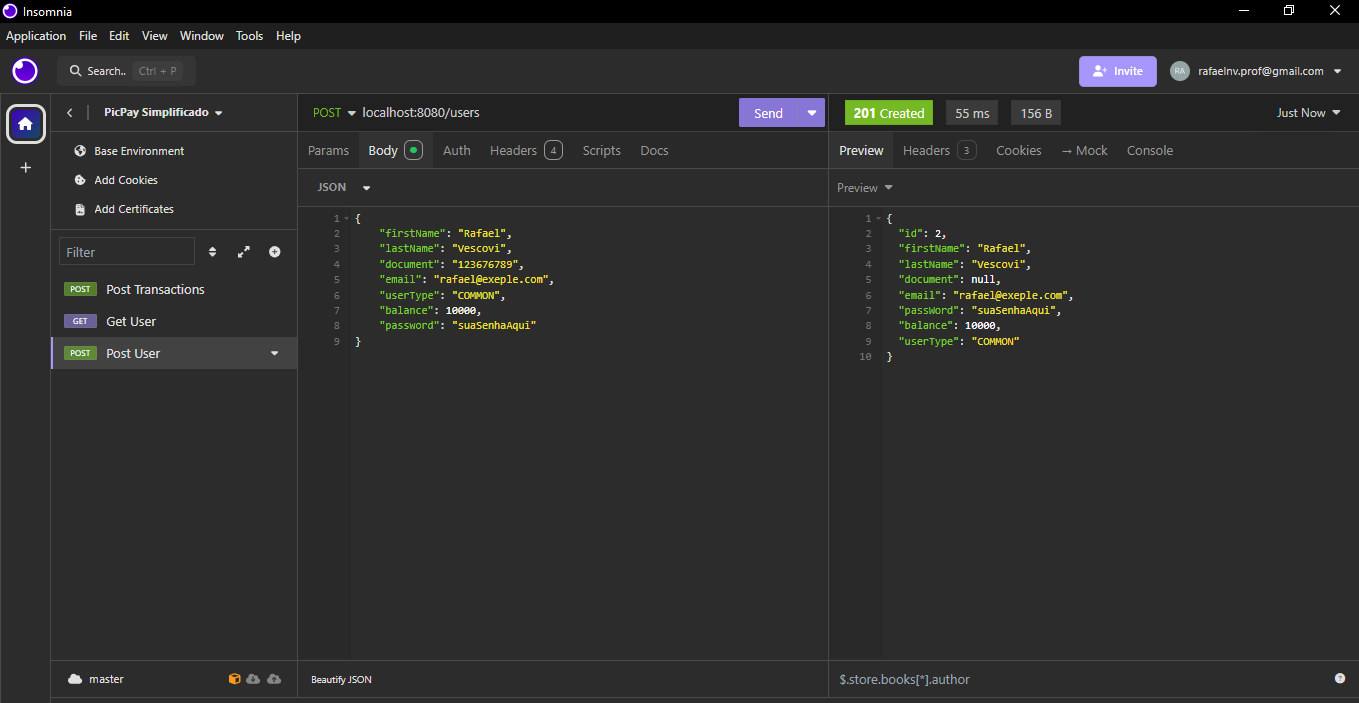 Insomnia
Application File Edit View Window Tools Help
Search.. Ctrl + P
Invite
RA
rafaelnv.prof@gmail.com
PicPay Simplificado
Base Environment
Add Cookies
Add Certificates
Filter
POST Post Transactions
GET Get User
POST Post User
master
POST localhost:8080/users
Send
Params Body Auth Headers 4 Scripts Docs
JSON
1 {
2 "firstName": "Rafael",
3 "lastName": "Vescovi",
4 "document": "123676789",
5 "email": "rafael@exeple.com",
6 "userType": "COMMON",
7 "balance": 10000,
8 "password": "suaSenhaAqui"
9 }
Beautify JSON
201 Created 55 ms 156 B Just Now
Preview Headers 3 Cookies → Mock Console
Preview
1 {
2 "id": 2,
3 "firstName": "Rafael",
4 "lastName": "Vescovi",
5 "document": null,
6 "email": "rafael@exeple.com",
7 "passWord": "suaSenhaAqui",
8 "balance": 10000,
9 "userType": "COMMON"
10 }
$.store.books[*].author